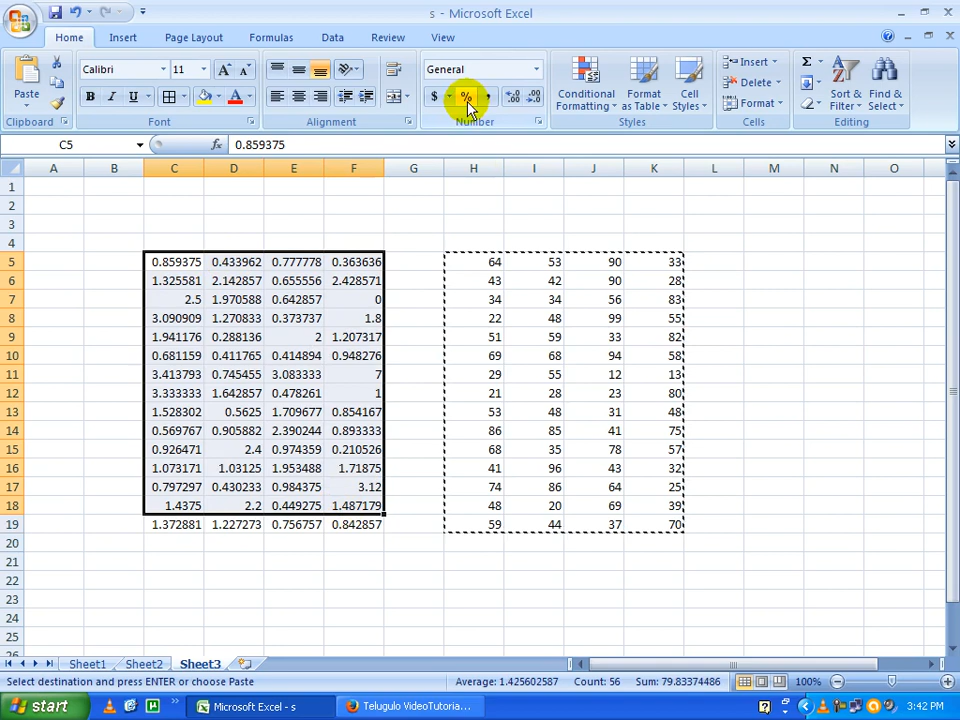 s - Microsoft Excel
Home Insert Page Layout Formulas Data Review View
Paste Calibri 11 General Conditional Formatting Format as Table Cell Styles Insert Delete Format Sort & Filter Find & Select
Clipboard Font Alignment Number Styles Cells Editing
C5 fx 0.859375
A B C D E F G H I J K L M N O
1
2
3
4
5 0.859375 0.433962 0.777778 0.363636 64 53 90 33
6 1.325581 2.142857 0.655556 2.428571 43 42 90 28
7 2.5 1.970588 0.642857 0 34 34 56 83
8 3.090909 1.270833 0.373737 1.8 22 48 99 55
9 1.941176 0.288136 2 1.207317 51 59 33 82
10 0.681159 0.411765 0.414894 0.948276 69 68 94 58
11 3.413793 0.745455 3.083333 7 29 55 12 13
12 3.333333 1.642857 0.478261 1 21 28 23 80
13 1.528302 0.5625 1.709677 0.854167 53 48 31 48
14 0.569767 0.905882 2.390244 0.893333 86 85 41 75
15 0.926471 2.4 0.974359 0.210526 68 35 78 57
16 1.073171 1.03125 1.953488 1.71875 41 96 43 32
17 0.797297 0.430233 0.984375 3.12 74 86 64 25
18 1.4375 2.2 0.449275 1.487179 48 20 69 39
19 1.372881 1.227273 0.756757 0.842857 59 44 37 70
20
21
22
23
24
25
Sheet1 Sheet2 Sheet3
Select destination and press ENTER or choose Paste Average: 1.425602587 Count: 56 Sum: 79.83374486 100%
start Microsoft Excel - s Telugulo VideoTutoria... 3:42 PM